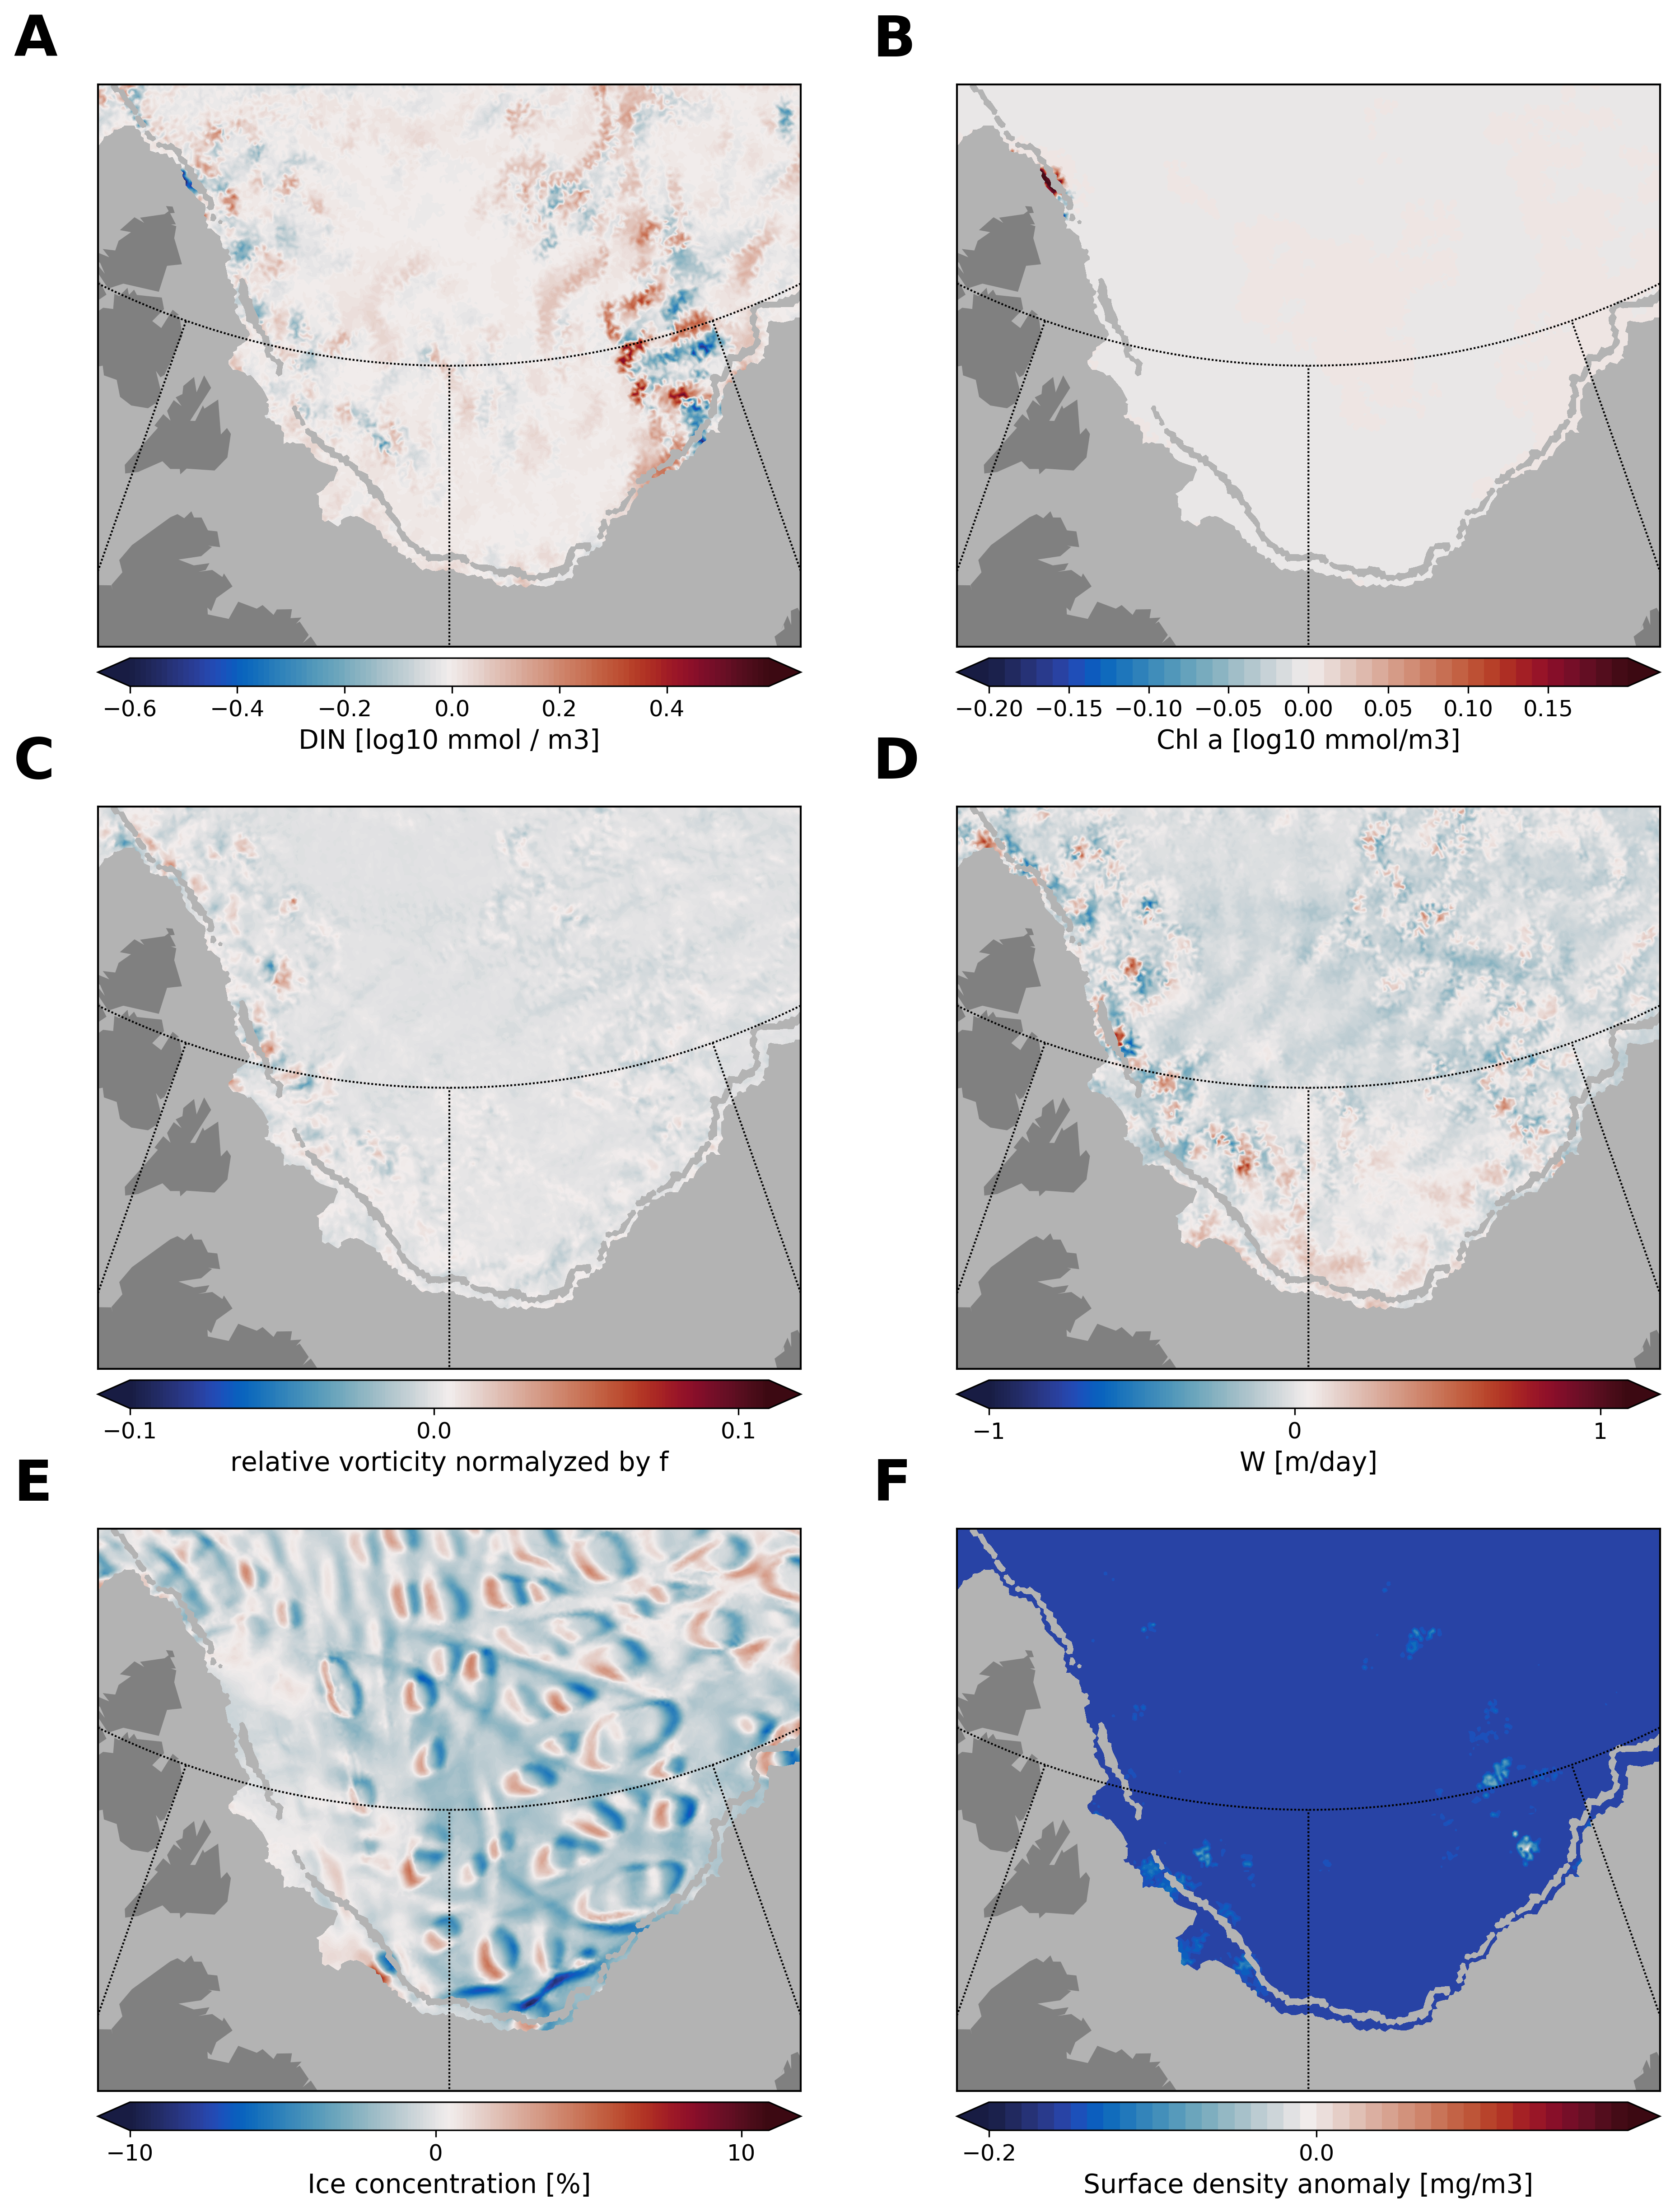 A
B
−0.6 −0.4 −0.2 0.0 0.2 0.4
DIN [log10 mmol / m3]
−0.20 −0.15 −0.10 −0.05 0.00 0.05 0.10 0.15
Chl a [log10 mmol/m3]
C
D
−0.1 0.0 0.1
relative vorticity normalyzed by f
−1 0 1
W [m/day]
E
F
−10 0 10
Ice concentration [%]
−0.2 0.0
Surface density anomaly [mg/m3]